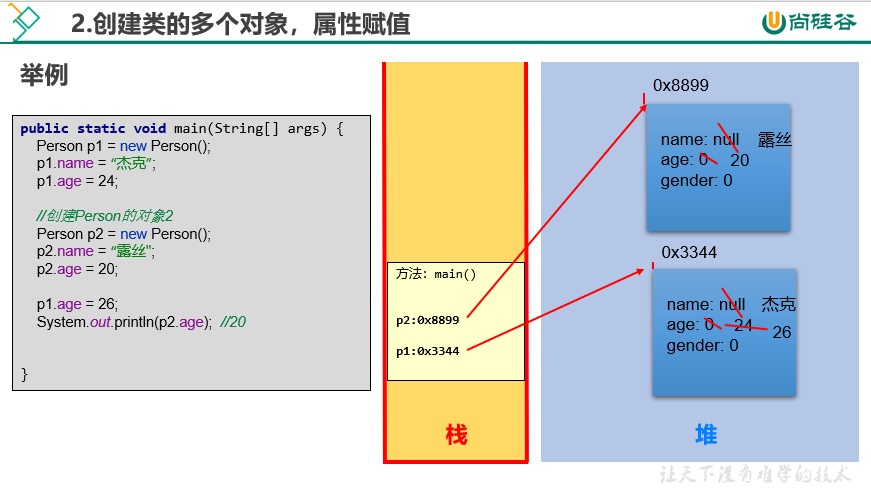 2.创建类的多个对象，属性赋值
尚硅谷
举例
public static void main(String[] args) {
Person p1 = new Person();
p1.name = “杰克”;
p1.age = 24;
//创建Person的对象2
Person p2 = new Person();
p2.name = “露丝";
p2.age = 20;
p1.age = 26;
System.out.println(p2.age); //20
}
方法：main()
p2:0x8899
p1:0x3344
栈
0x8899
name: null 露丝
age: 0 20
gender: 0
0x3344
name: null 杰克
age: 0 24
26
gender: 0
堆
让天下没有难学的技术